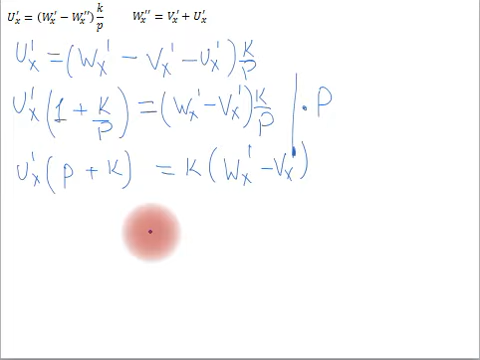 U'ₓ = (W'ₓ − W''ₓ) k/p    W''ₓ = V'ₓ + U'ₓ
U'ₓ = (W'ₓ − V'ₓ − U'ₓ) K/P
U'ₓ (1 + K/P) = (W'ₓ − V'ₓ) K/P | · P
U'ₓ (P + K) = K (W'ₓ − V'ₓ)